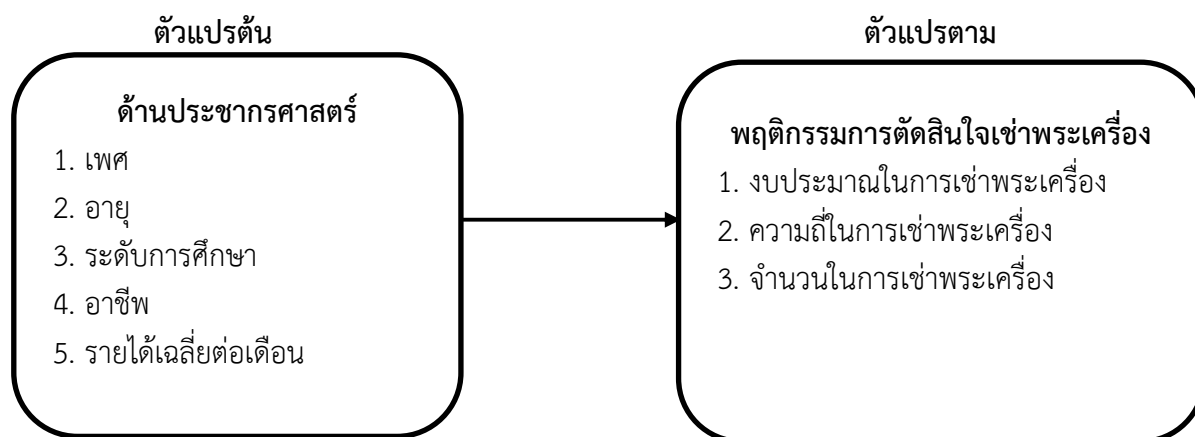 ตัวแปรต้น
ด้านประชากรศาสตร์
1. เพศ
2. อายุ
3. ระดับการศึกษา
4. อาชีพ
5. รายได้เฉลี่ยต่อเดือน
ตัวแปรตาม
พฤติกรรมการตัดสินใจเช่าพระเครื่อง
1. งบประมาณในการเช่าพระเครื่อง
2. ความถี่ในการเช่าพระเครื่อง
3. จำนวนในการเช่าพระเครื่อง